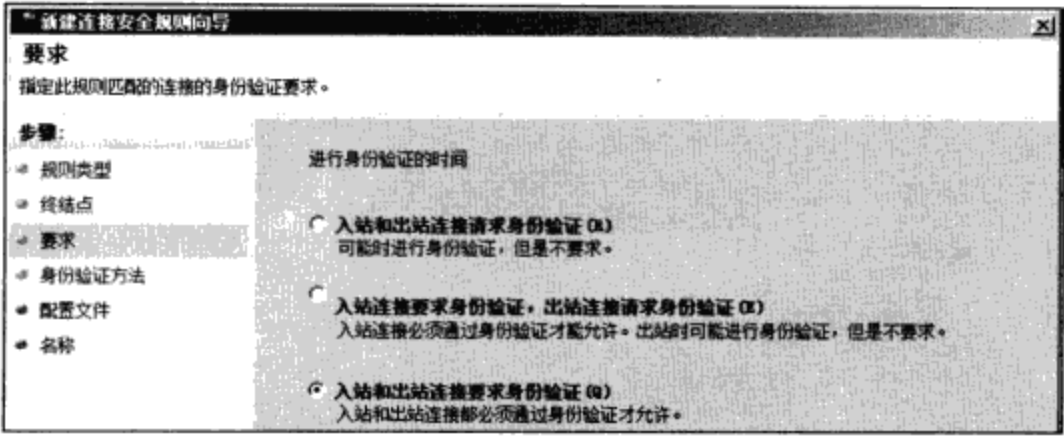 新建连接安全规则向导
要求
指定此规则匹配的连接的身份验证要求。
步骤:
规则类型
终结点
要求
身份验证方法
配置文件
名称
进行身份验证的时间
入站和出站连接请求身份验证(R)
可能时进行身份验证，但是不要求。
入站连接要求身份验证，出站连接请求身份验证(E)
入站连接必须通过身份验证才能允许。出站时可能进行身份验证，但是不要求。
入站和出站连接要求身份验证(Q)
入站和出站连接都必须通过身份验证才允许。